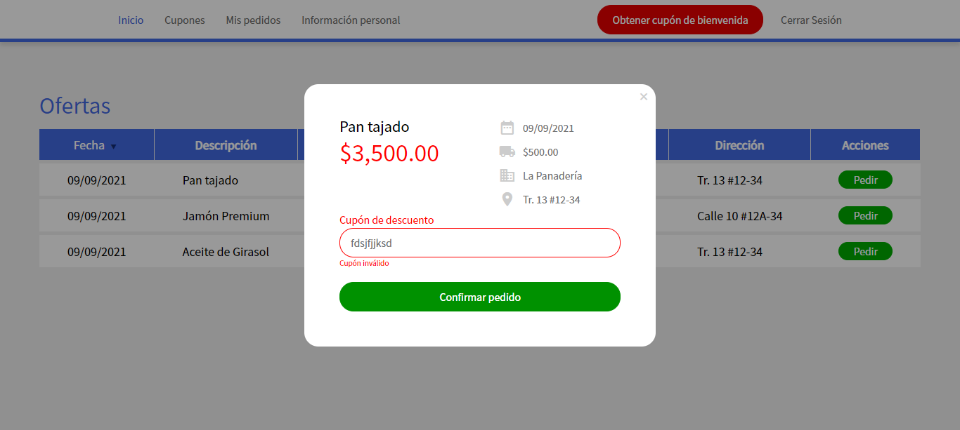 Inicio Cupones Mis pedidos Información personal Obtener cupón de bienvenida Cerrar Sesión
Ofertas
Fecha ▼ Descripción Dirección Acciones
09/09/2021 Pan tajado Tr. 13 #12-34 Pedir
09/09/2021 Jamón Premium Calle 10 #12A-34 Pedir
09/09/2021 Aceite de Girasol Tr. 13 #12-34 Pedir
×
Pan tajado
$3,500.00
09/09/2021
$500.00
La Panadería
Tr. 13 #12-34
Cupón de descuento
fdsjfjjksd
Cupón inválido
Confirmar pedido